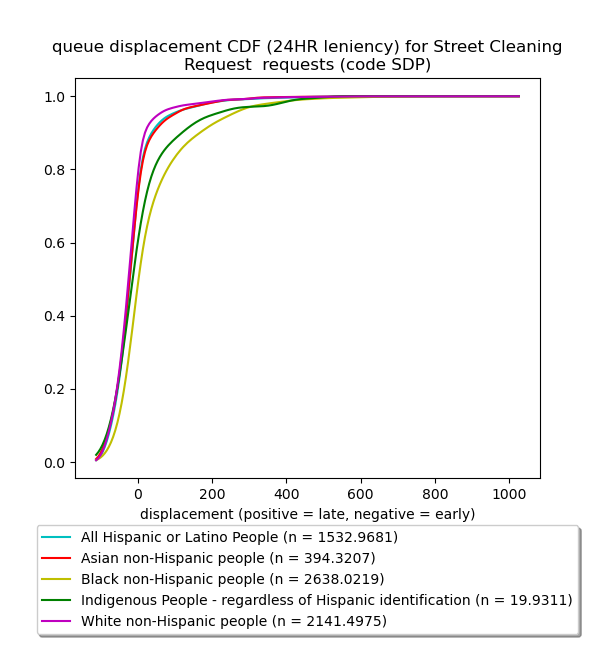 queue displacement CDF (24HR leniency) for Street Cleaning
Request  requests (code SDP)
1.0
0.8
0.6
0.4
0.2
0.0
0 200 400 600 800 1000
displacement (positive = late, negative = early)
All Hispanic or Latino People (n = 1532.9681)
Asian non-Hispanic people (n = 394.3207)
Black non-Hispanic people (n = 2638.0219)
Indigenous People - regardless of Hispanic identification (n = 19.9311)
White non-Hispanic people (n = 2141.4975)